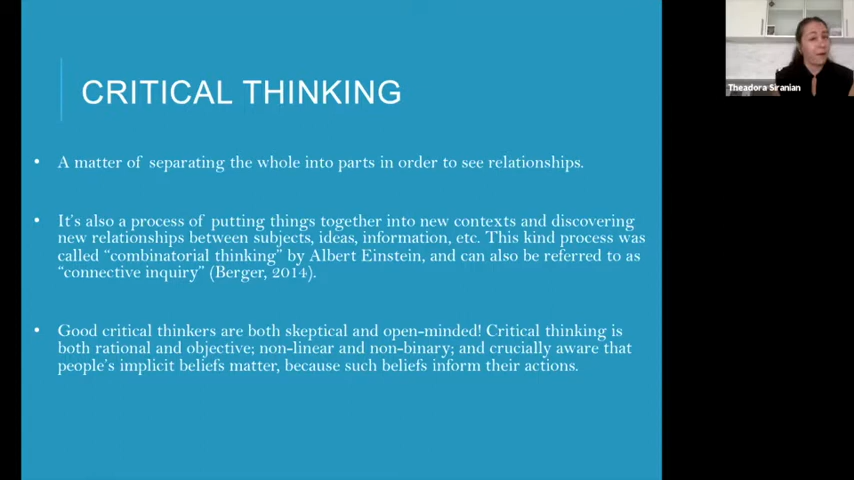 CRITICAL THINKING
• A matter of separating the whole into parts in order to see relationships.
• It's also a process of putting things together into new contexts and discovering
new relationships between subjects, ideas, information, etc. This kind process was
called "combinatorial thinking" by Albert Einstein, and can also be referred to as
"connective inquiry" (Berger, 2014).
• Good critical thinkers are both skeptical and open-minded! Critical thinking is
both rational and objective; non-linear and non-binary; and crucially aware that
people's implicit beliefs matter, because such beliefs inform their actions.
Theadora Siranian